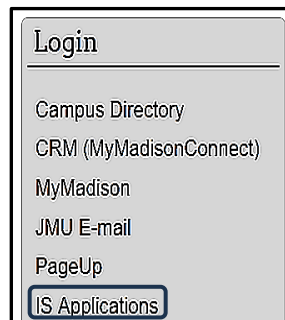 Login
Campus Directory
CRM (MyMadisonConnect)
MyMadison
JMU E-mail
PageUp
IS Applications